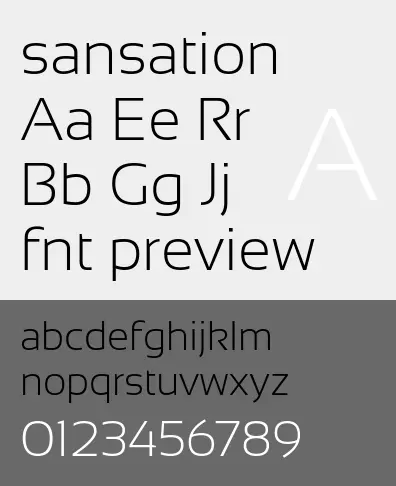 sansation
Aa Ee Rr
A
Bb Gg Jj
fnt preview
abcdefghijklm
nopqrstuvwxyz
0123456789